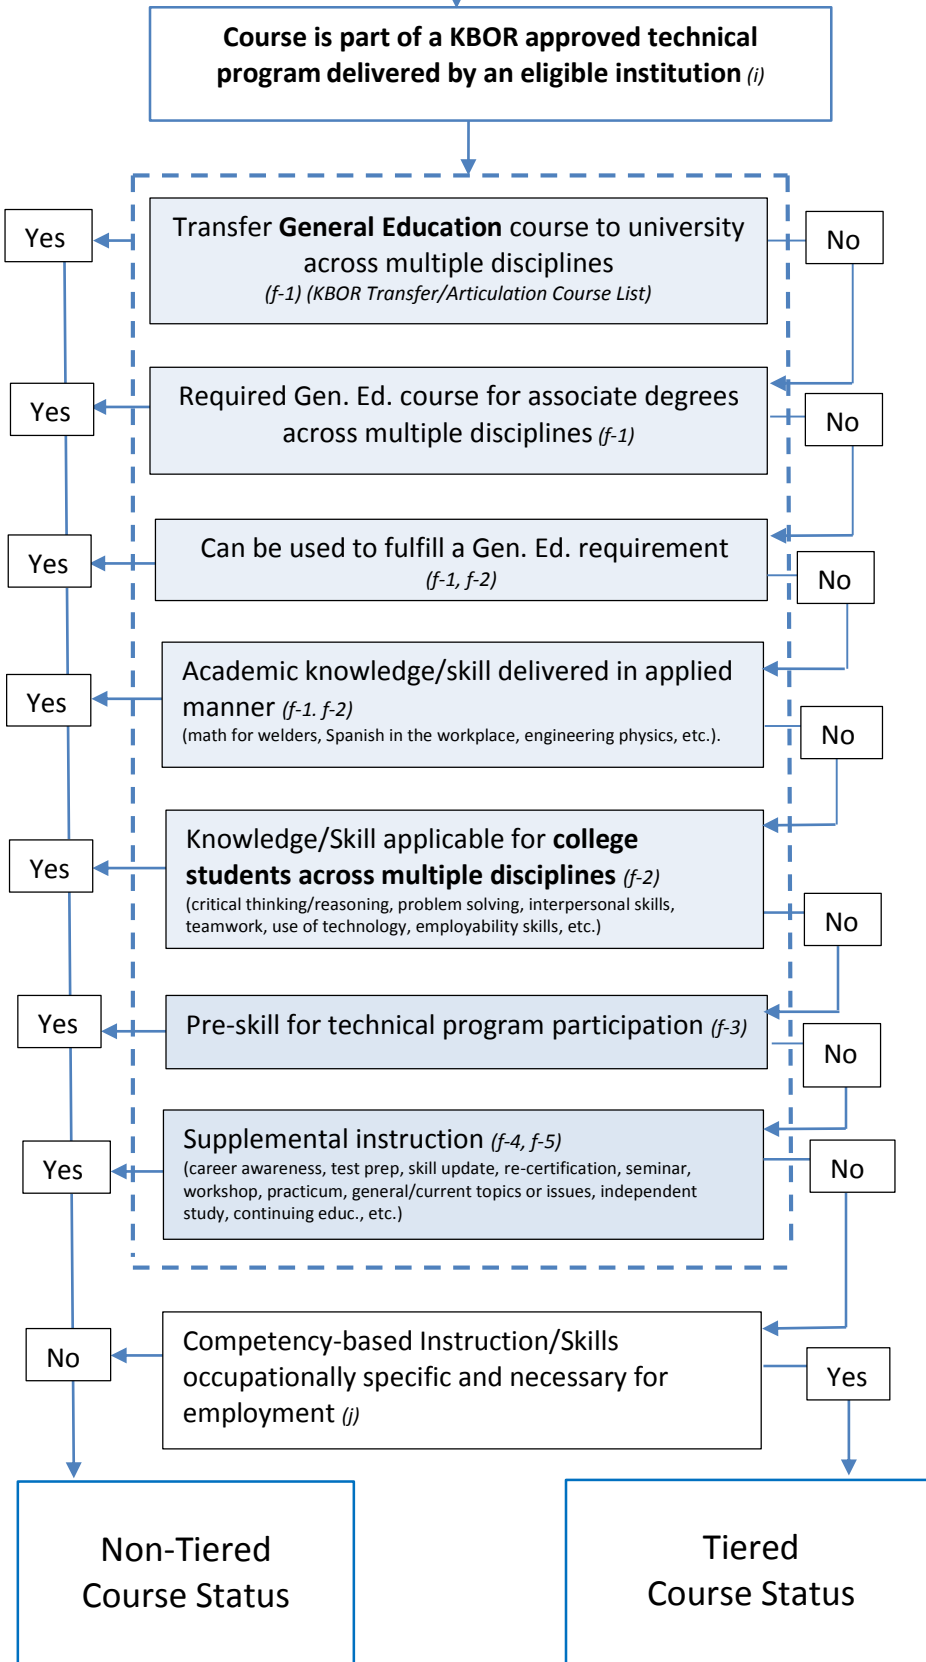 Course is part of a KBOR approved technical
program delivered by an eligible institution (i)
Transfer General Education course to university
across multiple disciplines
(f-1) (KBOR Transfer/Articulation Course List)
Yes
No
Required Gen. Ed. course for associate degrees
across multiple disciplines (f-1)
Yes
No
Can be used to fulfill a Gen. Ed. requirement
(f-1, f-2)
Yes
No
Academic knowledge/skill delivered in applied
manner (f-1. f-2)
(math for welders, Spanish in the workplace, engineering physics, etc.).
Yes
No
Knowledge/Skill applicable for college
students across multiple disciplines (f-2)
(critical thinking/reasoning, problem solving, interpersonal skills,
teamwork, use of technology, employability skills, etc.)
Yes
No
Pre-skill for technical program participation (f-3)
Yes
No
Supplemental instruction (f-4, f-5)
(career awareness, test prep, skill update, re-certification, seminar,
workshop, practicum, general/current topics or issues, independent
study, continuing educ., etc.)
Yes
No
Competency-based Instruction/Skills
occupationally specific and necessary for
employment (j)
No
Yes
Non-Tiered
Course Status
Tiered
Course Status